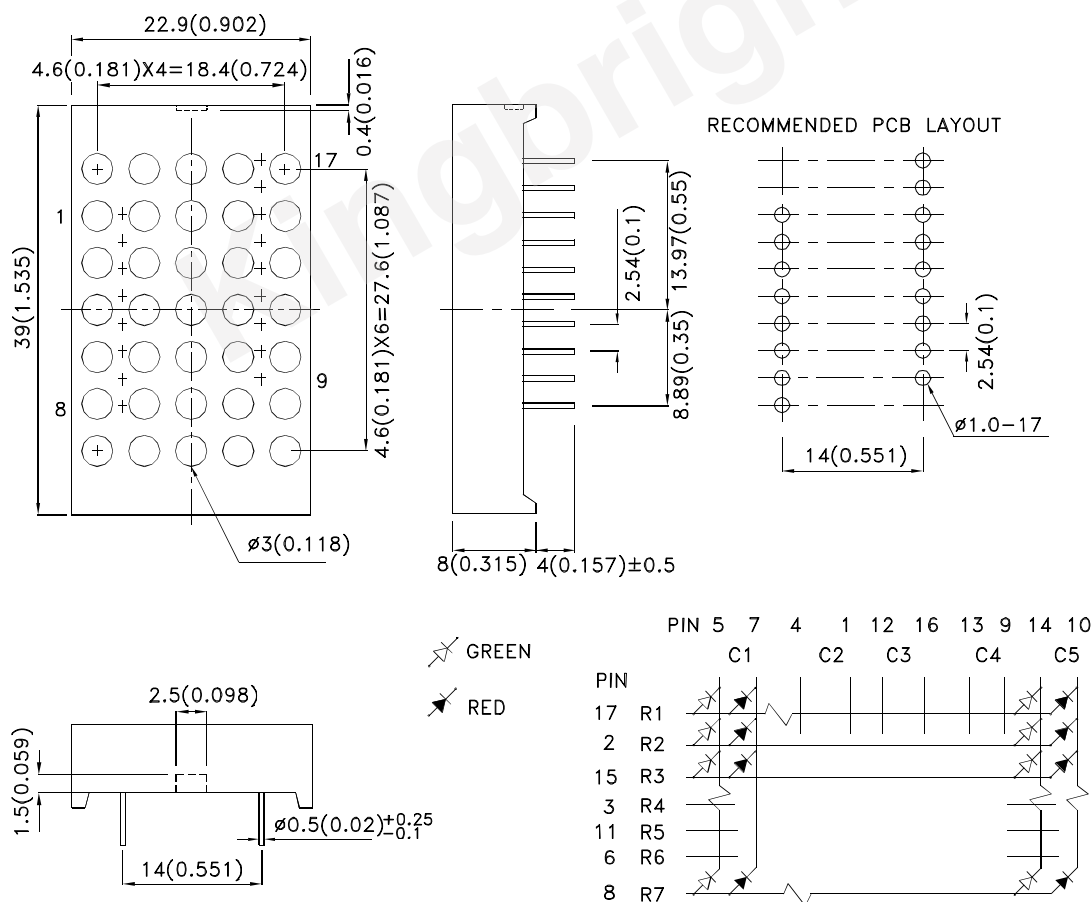 22.9(0.902)
4.6(0.181)X4=18.4(0.724)
0.4(0.016)
17
1
39(1.535)
4.6(0.181)X6=27.6(1.087)
8
9
ø3(0.118)
2.54(0.1)
13.97(0.55)
8.89(0.35)
8(0.315) 4(0.157)±0.5
RECOMMENDED PCB LAYOUT
2.54(0.1)
ø1.0-17
14(0.551)
Kingbright
2.5(0.098)
1.5(0.059)
ø0.5(0.02)+0.25 -0.1
14(0.551)
GREEN
RED
PIN 5 7 4 1 12 16 13 9 14 10
C1 C2 C3 C4 C5
PIN
17 R1
2 R2
15 R3
3 R4
11 R5
6 R6
8 R7